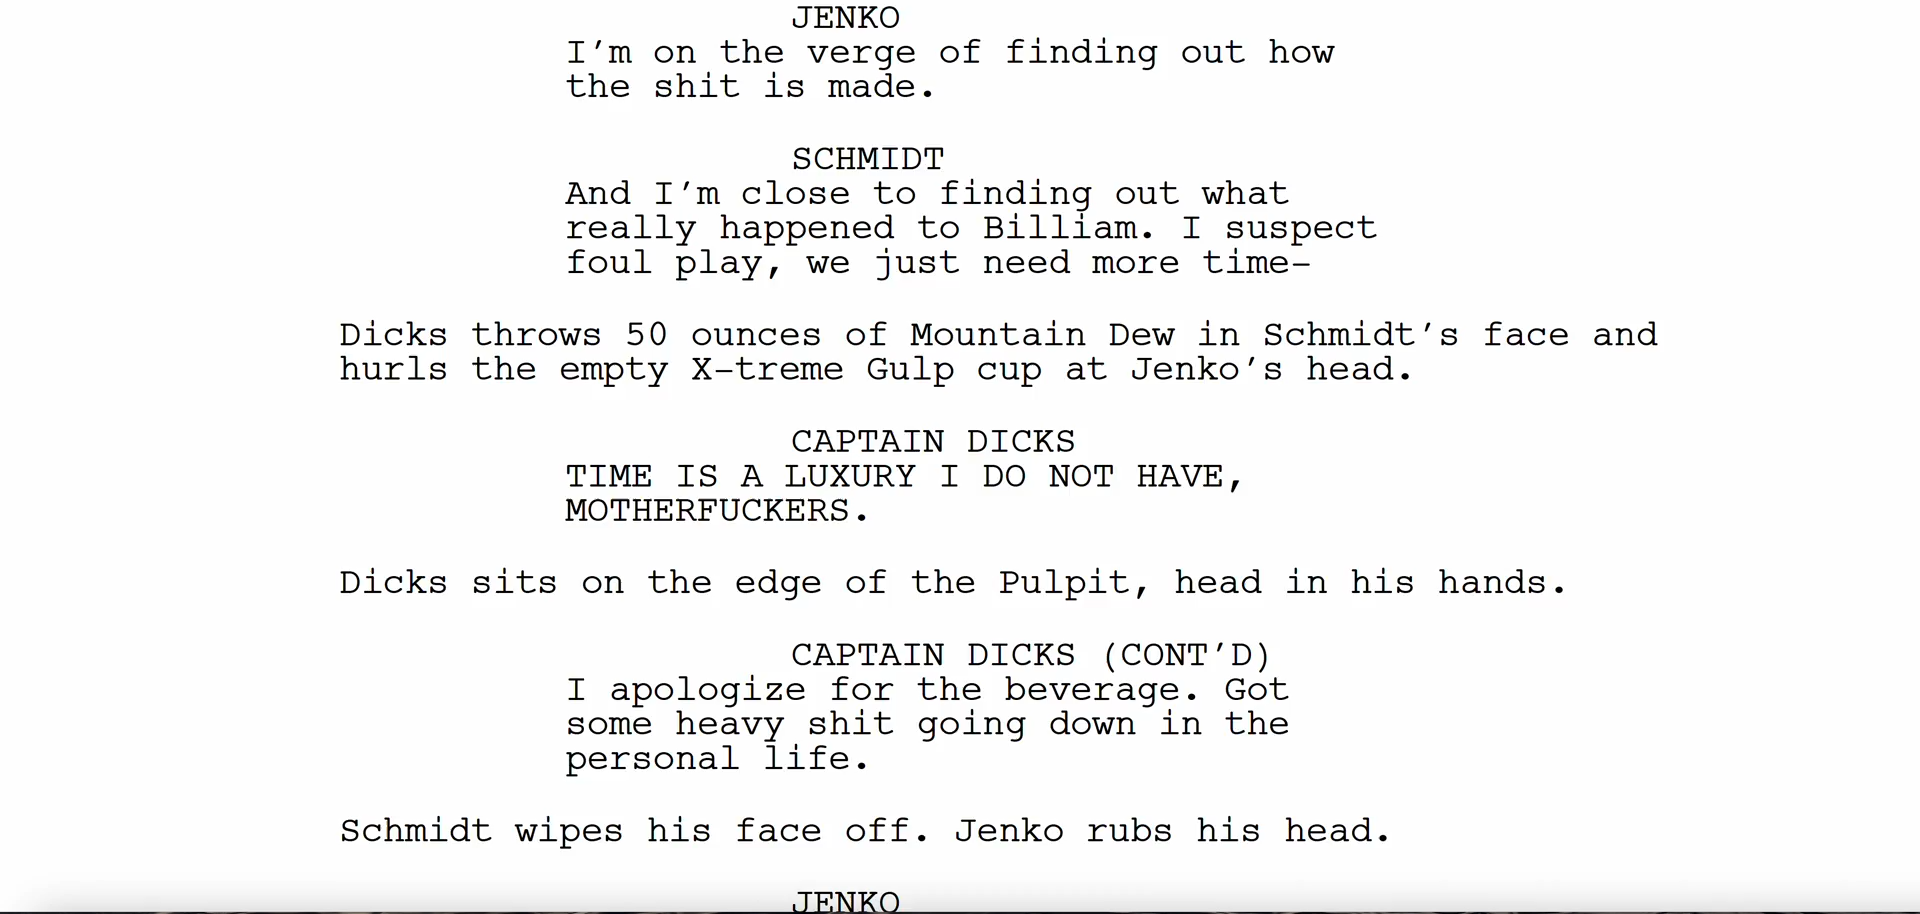 JENKO
I’m on the verge of finding out how
the shit is made.
SCHMIDT
And I’m close to finding out what
really happened to Billiam. I suspect
foul play, we just need more time-
Dicks throws 50 ounces of Mountain Dew in Schmidt’s face and
hurls the empty X-treme Gulp cup at Jenko’s head.
CAPTAIN DICKS
TIME IS A LUXURY I DO NOT HAVE,
MOTHERFUCKERS.
Dicks sits on the edge of the Pulpit, head in his hands.
CAPTAIN DICKS (CONT’D)
I apologize for the beverage. Got
some heavy shit going down in the
personal life.
Schmidt wipes his face off. Jenko rubs his head.
JENKO